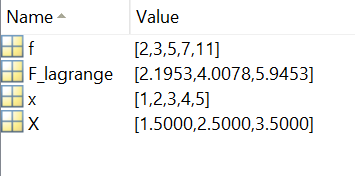 Name Value
f [2,3,5,7,11]
F_lagrange [2.1953,4.0078,5.9453]
x [1,2,3,4,5]
X [1.5000,2.5000,3.5000]